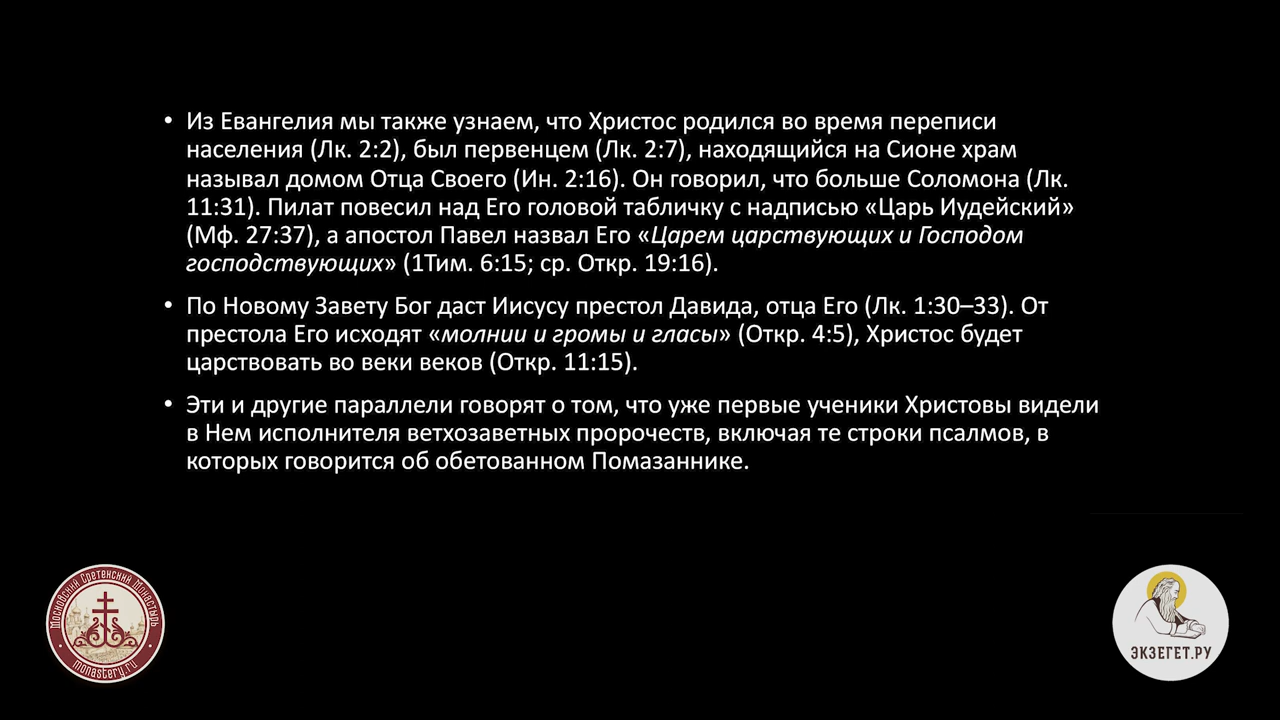 • Из Евангелия мы также узнаем, что Христос родился во время переписи
населения (Лк. 2:2), был первенцем (Лк. 2:7), находящийся на Сионе храм
называл домом Отца Своего (Ин. 2:16). Он говорил, что больше Соломона (Лк.
11:31). Пилат повесил над Его головой табличку с надписью «Царь Иудейский»
(Мф. 27:37), а апостол Павел назвал Его «Царем царствующих и Господом
господствующих» (1Тим. 6:15; ср. Откр. 19:16).
• По Новому Завету Бог даст Иисусу престол Давида, отца Его (Лк. 1:30–33). От
престола Его исходят «молнии и громы и гласы» (Откр. 4:5), Христос будет
царствовать во веки веков (Откр. 11:15).
• Эти и другие параллели говорят о том, что уже первые ученики Христовы видели
в Нем исполнителя ветхозаветных пророчеств, включая те строки псалмов, в
которых говорится об обетованном Помазаннике.
Московский Сретенский Монастырь
monastery.ru
ЭКЗЕГЕТ.РУ